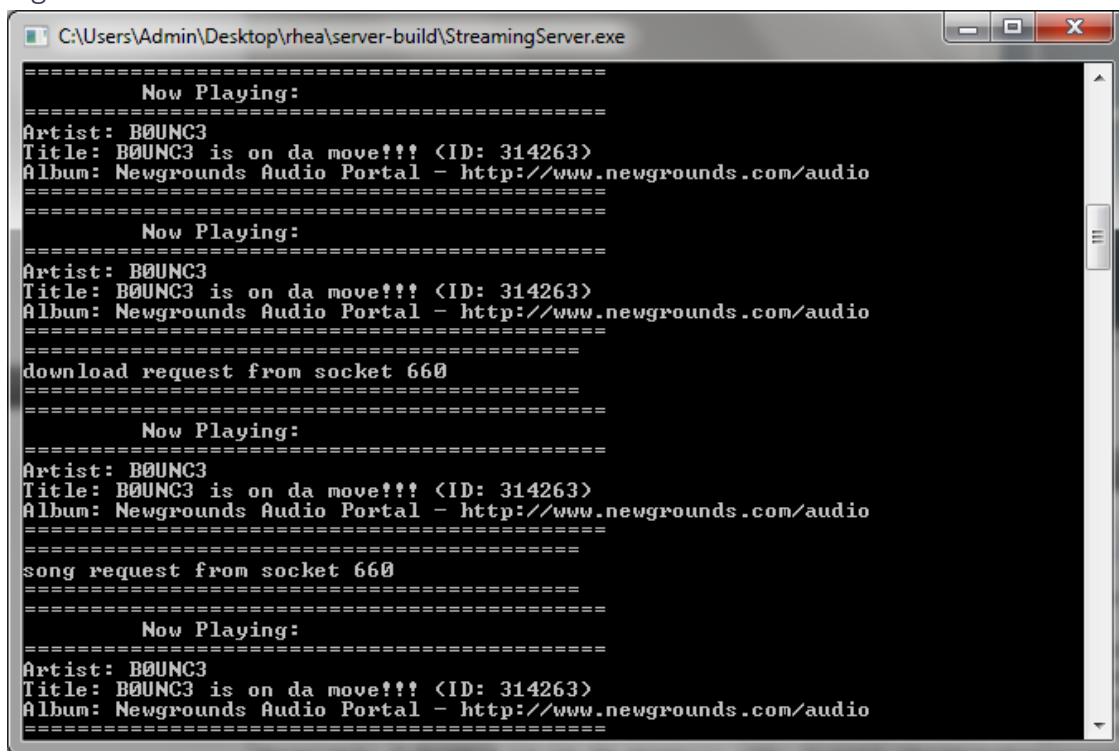 C:\Users\Admin\Desktop\rhea\server-build\StreamingServer.exe
============================================
Now Playing:
============================================
Artist: B0UNC3
Title: B0UNC3 is on da move!!! (ID: 314263)
Album: Newgrounds Audio Portal - http://www.newgrounds.com/audio
============================================
============================================
Now Playing:
============================================
Artist: B0UNC3
Title: B0UNC3 is on da move!!! (ID: 314263)
Album: Newgrounds Audio Portal - http://www.newgrounds.com/audio
============================================
==========================================
download request from socket 660
==========================================
============================================
Now Playing:
============================================
Artist: B0UNC3
Title: B0UNC3 is on da move!!! (ID: 314263)
Album: Newgrounds Audio Portal - http://www.newgrounds.com/audio
============================================
==========================================
song request from socket 660
==========================================
============================================
Now Playing:
============================================
Artist: B0UNC3
Title: B0UNC3 is on da move!!! (ID: 314263)
Album: Newgrounds Audio Portal - http://www.newgrounds.com/audio
============================================